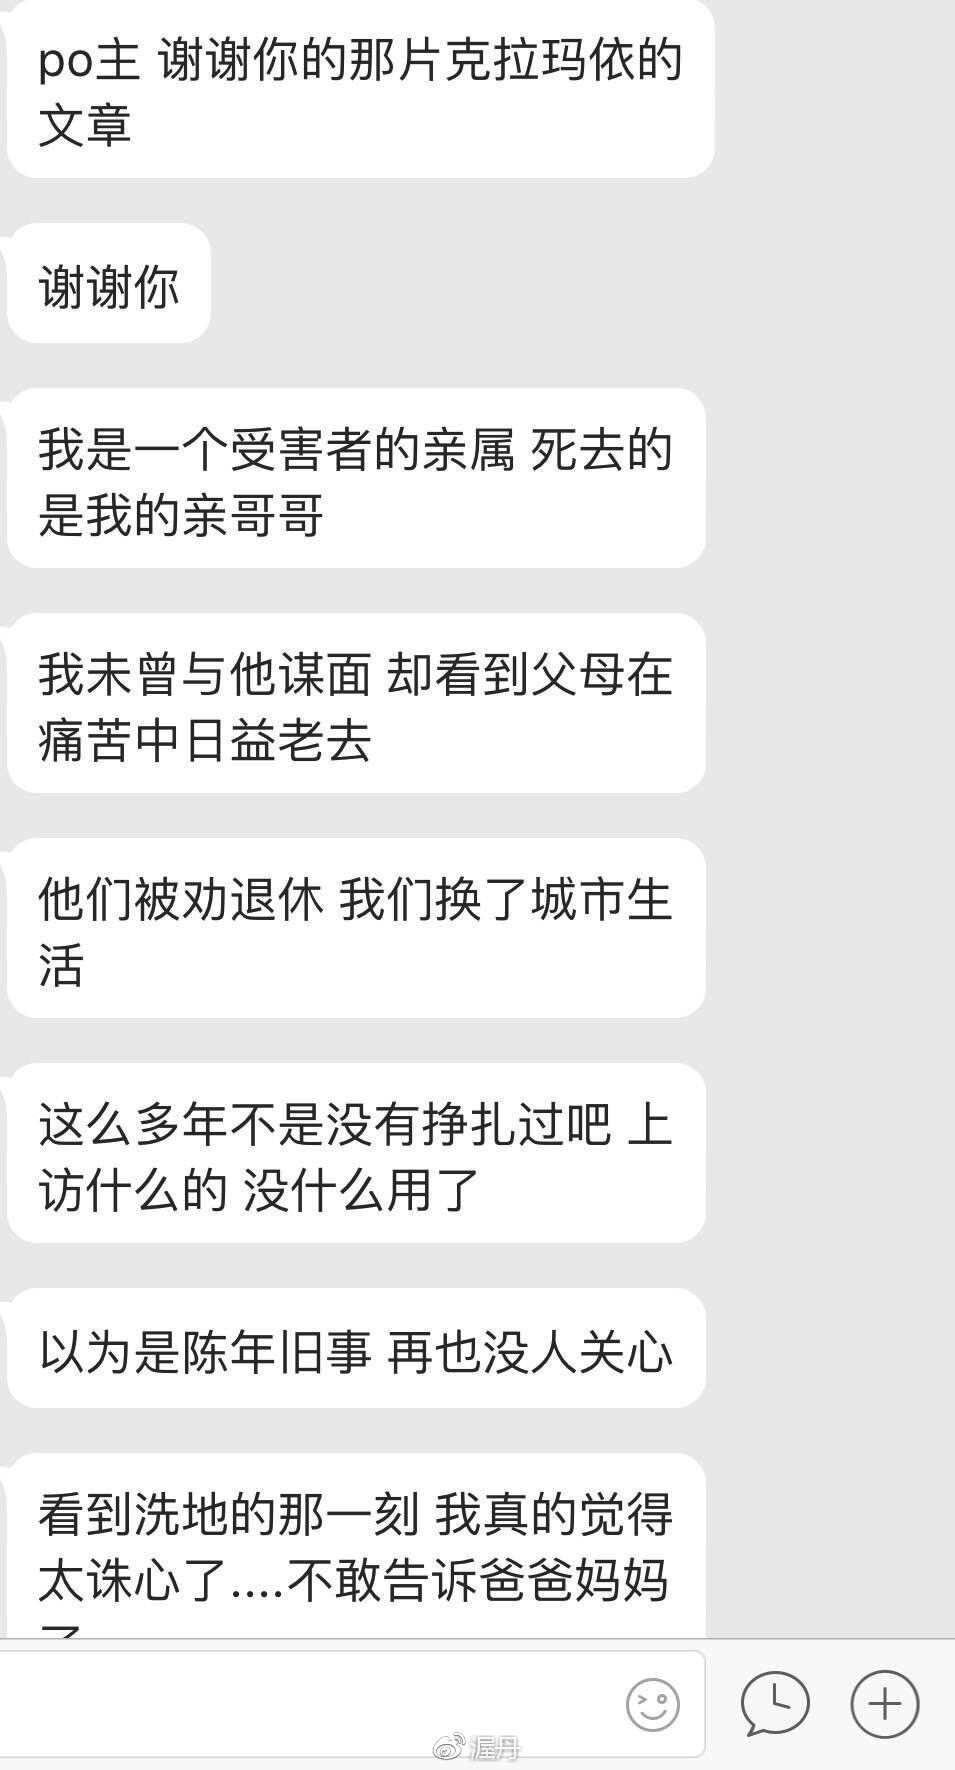 po主 谢谢你的那片克拉玛依的
文章
谢谢你
我是一个受害者的亲属 死去的
是我的亲哥哥
我未曾与他谋面 却看到父母在
痛苦中日益老去
他们被劝退休 我们换了城市生
活
这么多年不是没有挣扎过吧 上
访什么的 没什么用了
以为是陈年旧事 再也没人关心
看到洗地的那一刻 我真的觉得
太诛心了....不敢告诉爸爸妈妈
渥丹